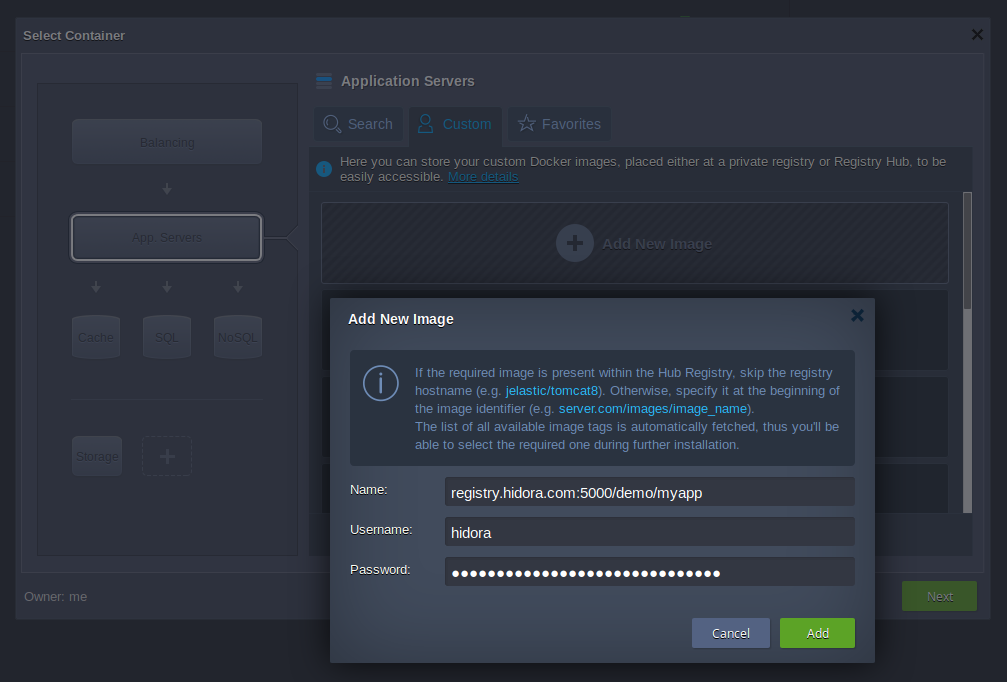 Select Container
Balancing
App. Servers
Cache
SQL
NoSQL
Storage
Application Servers
Search
Custom
Favorites
Here you can store your custom Docker images, placed either at a private registry or Registry Hub, to be
easily accessible. More details
Add New Image
Add New Image
If the required image is present within the Hub Registry, skip the registry
hostname (e.g. jelastic/tomcat8). Otherwise, specify it at the beginning of
the image identifier (e.g. server.com/images/image_name).
The list of all available image tags is automatically fetched, thus you'll be
able to select the required one during further installation.
Name:
registry.hidora.com:5000/demo/myapp
Username:
hidora
Password:
●●●●●●●●●●●●●●●●●●●●●●●●●●●●●●
Cancel
Add
Owner: me
Next